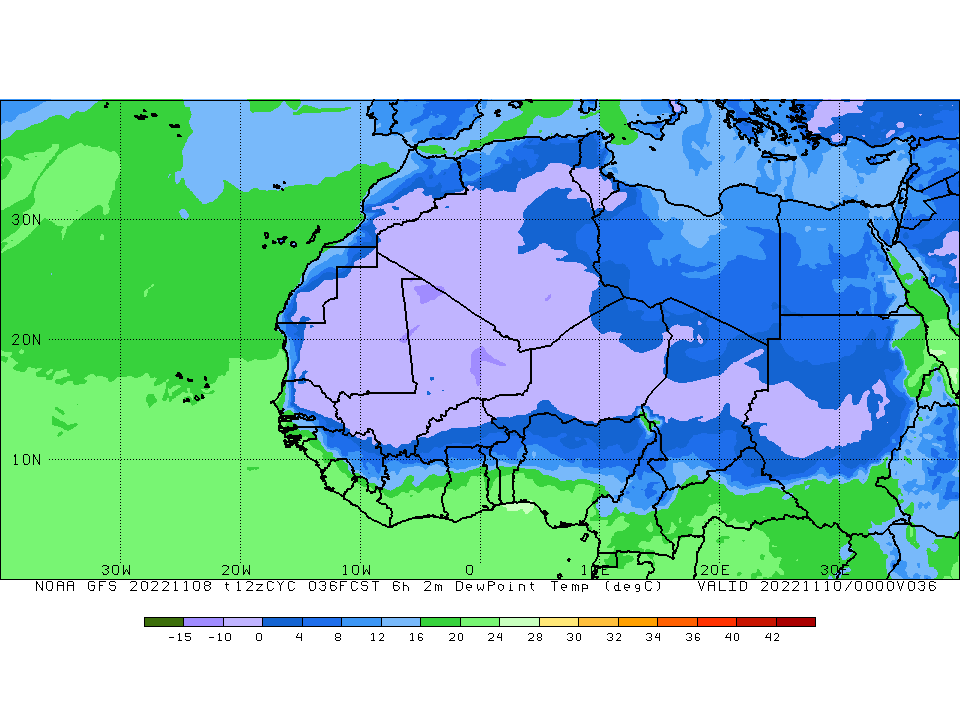 30N
20N
10N
30W 20W 10W 0 10E 20E 30E
NOAA GFS 20221108 t12zCYC 036FCST 6h 2m DewPoint Temp (degC) VALID 20221110/0000V036
-15 -10 0 4 8 12 16 20 24 28 30 32 34 36 40 42